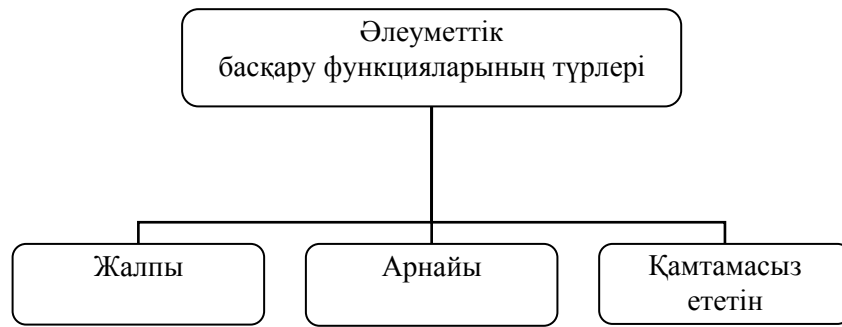 Әлеуметтік
басқару функцияларының түрлері
Жалпы
Арнайы
Қамтамасыз
ететін